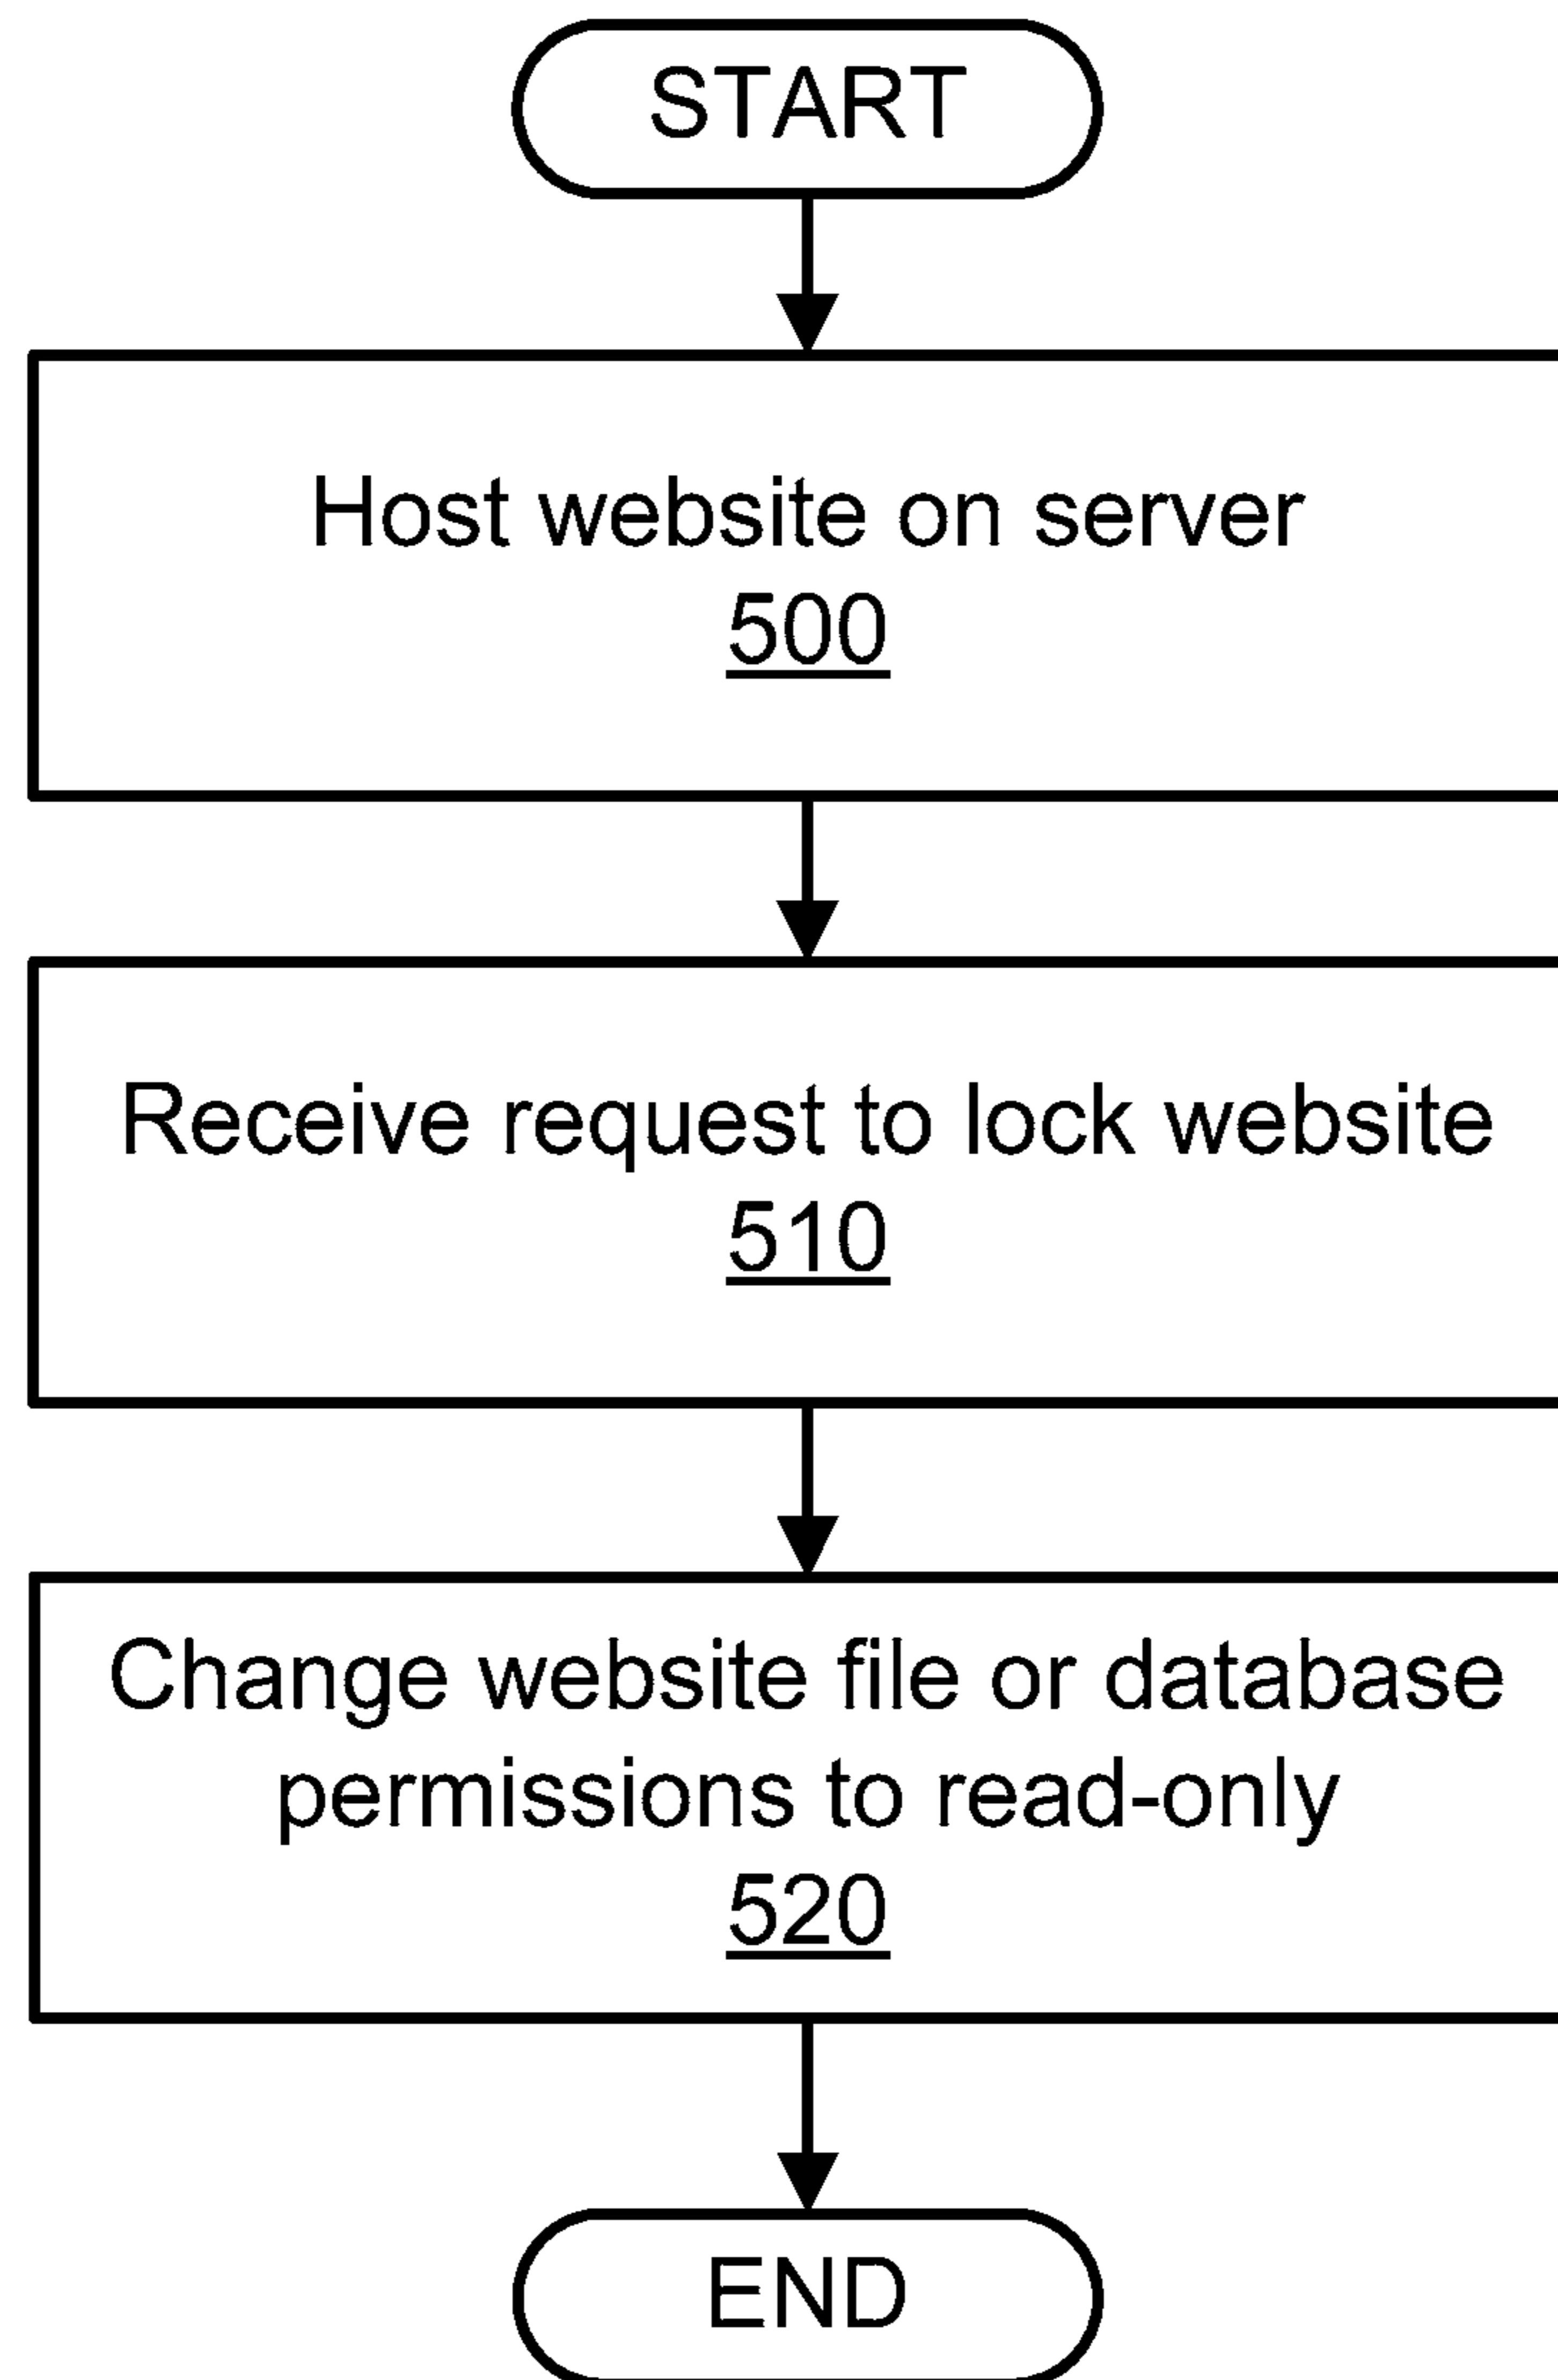 START
Host website on server
500
Receive request to lock website
510
Change website file or database
permissions to read-only
520
END